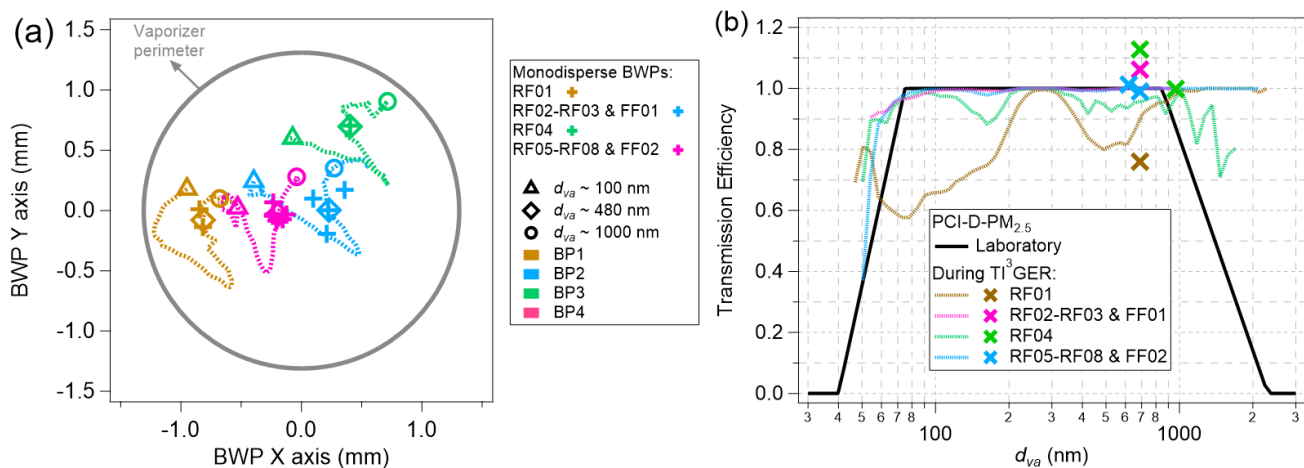 (a)
1.5
1.0
0.5
0.0
-0.5
-1.0
-1.5
BWP Y axis (mm)
Vaporizer
perimeter
-1.0
0.0
1.0
BWP X axis (mm)
Monodisperse BWPs:
RF01
RF02-RF03 & FF01
RF04
RF05-RF08 & FF02
dva ~ 100 nm
dva ~ 480 nm
dva ~ 1000 nm
BP1
BP2
BP3
BP4
(b)
1.2
1.0
0.8
0.6
0.4
0.2
0.0
Transmission Efficiency
PCI-D-PM2.5
Laboratory
During TI³GER:
RF01
RF02-RF03 & FF01
RF04
RF05-RF08 & FF02
3 4 5 6 7 8 2 3 4 5 6 7 8 2 3
100 1000
dva (nm)